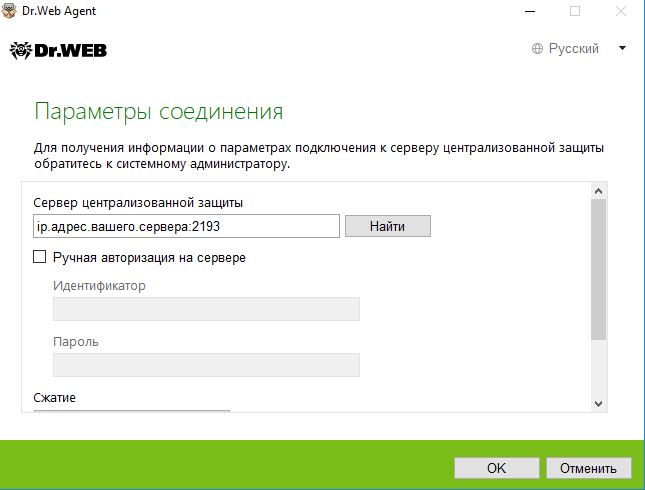 Dr.Web Agent
Dr.WEB
Русский
Параметры соединения
Для получения информации о параметрах подключения к серверу централизованной защиты
обратитесь к системному администратору.
Сервер централизованной защиты
ip.адрес.вашего.сервера:2193
Найти
Ручная авторизация на сервере
Идентификатор
Пароль
Сжатие
OK
Отменить